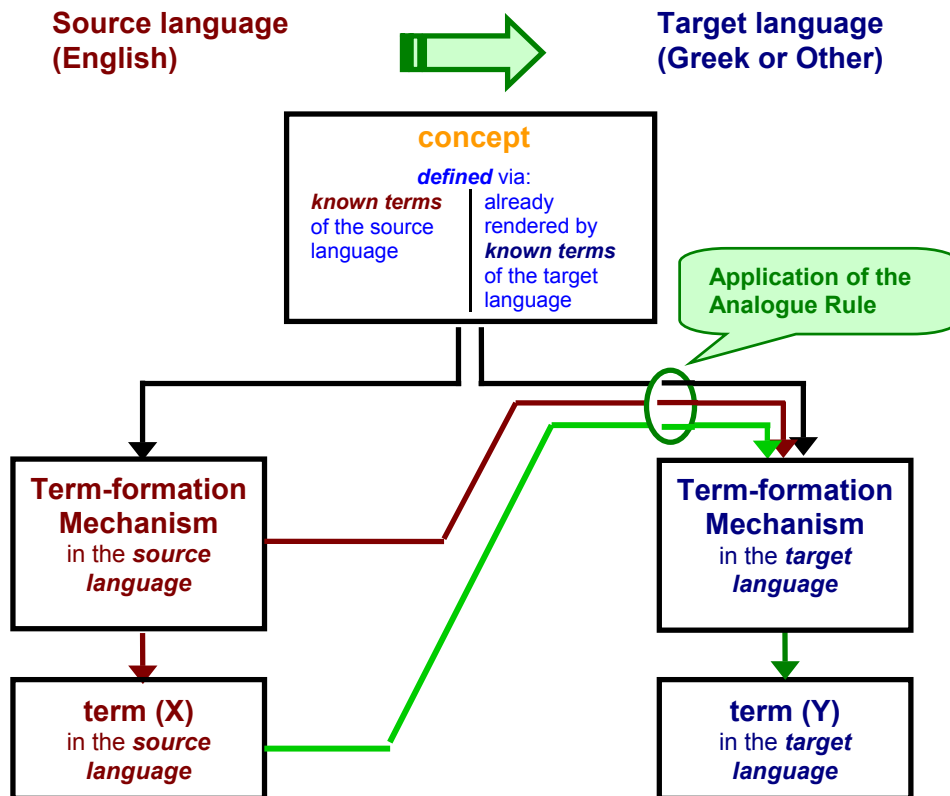 Source language
(English)
Target language
(Greek or Other)
concept
defined via:
known terms
of the source
language
already
rendered by
known terms
of the target
language
Application of the
Analogue Rule
Term-formation
Mechanism
in the source
language
Term-formation
Mechanism
in the target
language
term (X)
in the source
language
term (Y)
in the target
language